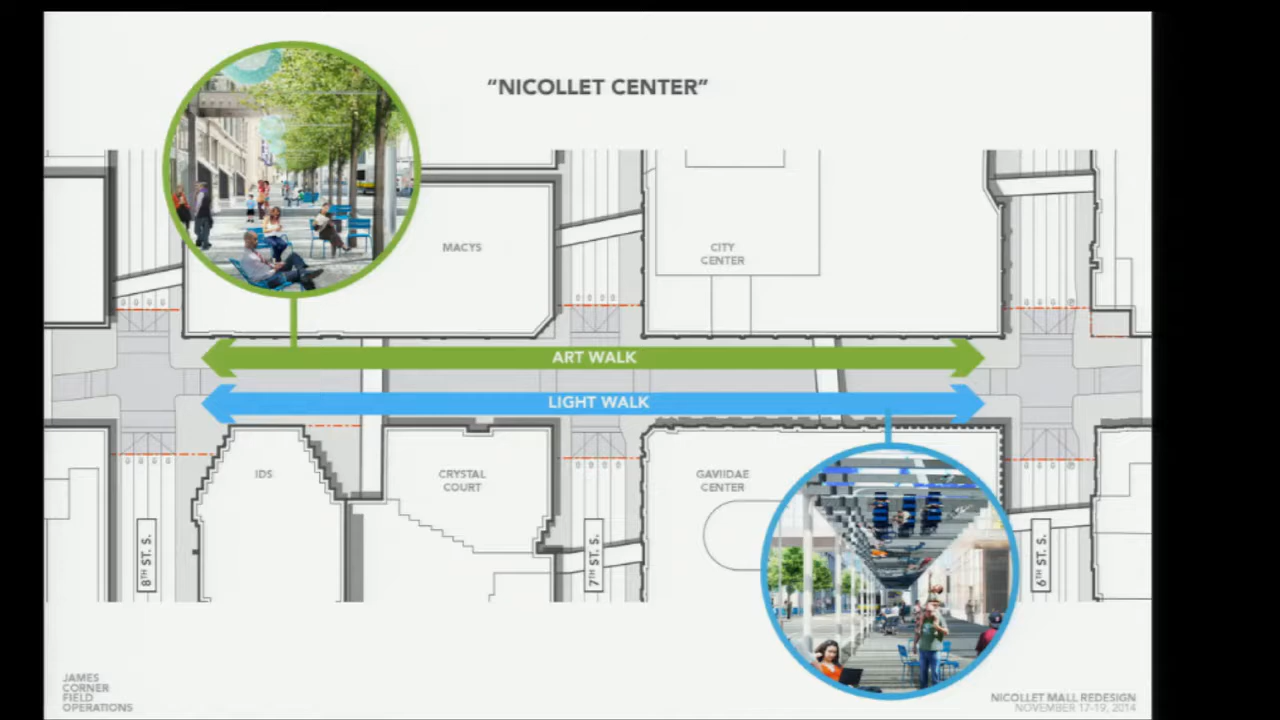 “NICOLLET CENTER”
MACYS
CITY
CENTER
ART WALK
LIGHT WALK
IDS
CRYSTAL
COURT
GAVIIDAE
CENTER
8TH ST. S.
7TH ST. S.
6TH ST. S.
JAMES
CORNER
FIELD
OPERATIONS
NICOLLET MALL REDESIGN
NOVEMBER 17-19, 2014